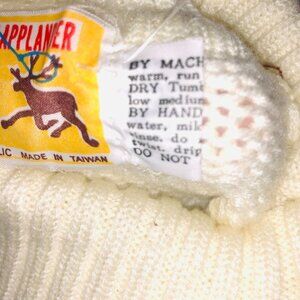 APPLANDER
LIC MADE IN TAIWAN
BY MACH
warm, run
DRY Tum
low medium
BY HAND
water, mil
rinse. do
twist. drip
DO NOT